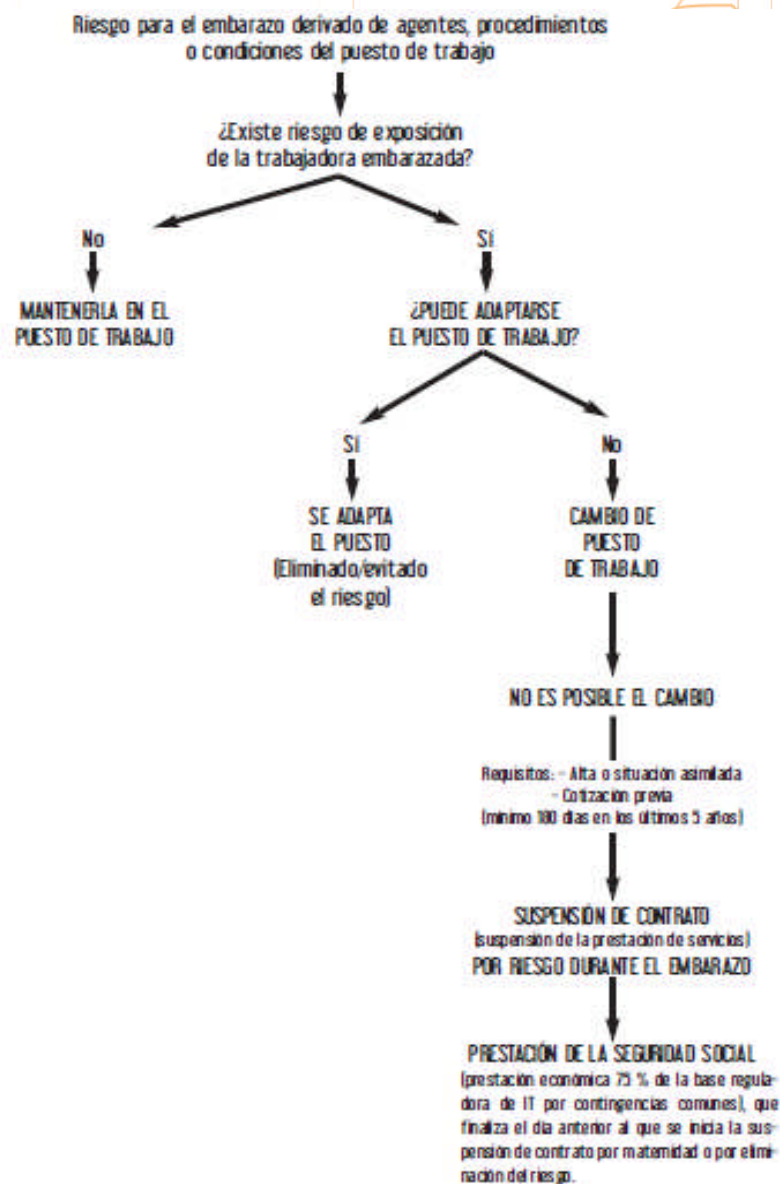 Riesgo para el embarazo derivado de agentes, procedimientos
o condiciones del puesto de trabajo
¿Existe riesgo de exposición
de la trabajadora embarazada?
No
Sí
MANTENERLA EN EL
PUESTO DE TRABAJO
¿PUEDE ADAPTARSE
EL PUESTO DE TRABAJO?
Sí
No
SE ADAPTA
EL PUESTO
(Eliminado/evitado
el riesgo)
CAMBIO DE
PUESTO
DE TRABAJO
NO ES POSIBLE EL CAMBIO
Requisitos: - Alta o situación asimilada
- Cotización previa
(mínimo 180 días en los últimos 5 años)
SUSPENSIÓN DE CONTRATO
(suspensión de la prestación de servicios)
POR RIESGO DURANTE EL EMBARAZO
PRESTACIÓN DE LA SEGURIDAD SOCIAL
(prestación económica 75 % de la base regula-
dora de IT por contingencias comunes), que
finaliza el día anterior al que se inicia la sus-
pensión de contrato por maternidad o por elimi-
nación del riesgo.